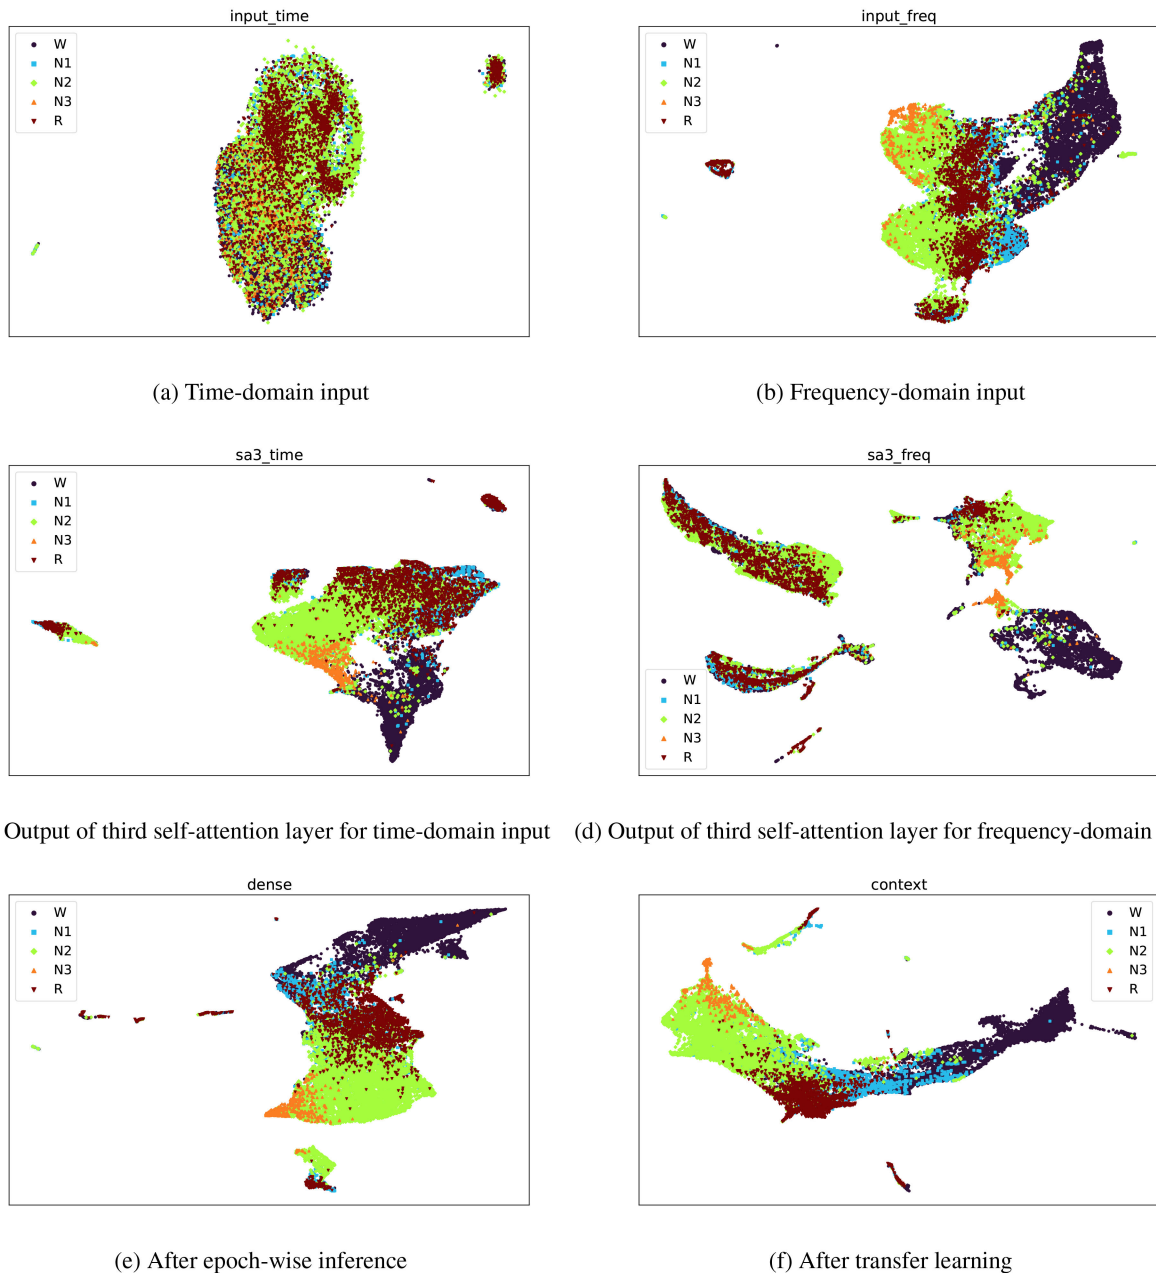 input_time
W
N1
N2
N3
R
(a) Time-domain input
input_freq
W
N1
N2
N3
R
(b) Frequency-domain input
sa3_time
W
N1
N2
N3
R
Output of third self-attention layer for time-domain input
sa3_freq
W
N1
N2
N3
R
(d) Output of third self-attention layer for frequency-domain
dense
W
N1
N2
N3
R
(e) After epoch-wise inference
context
W
N1
N2
N3
R
(f) After transfer learning